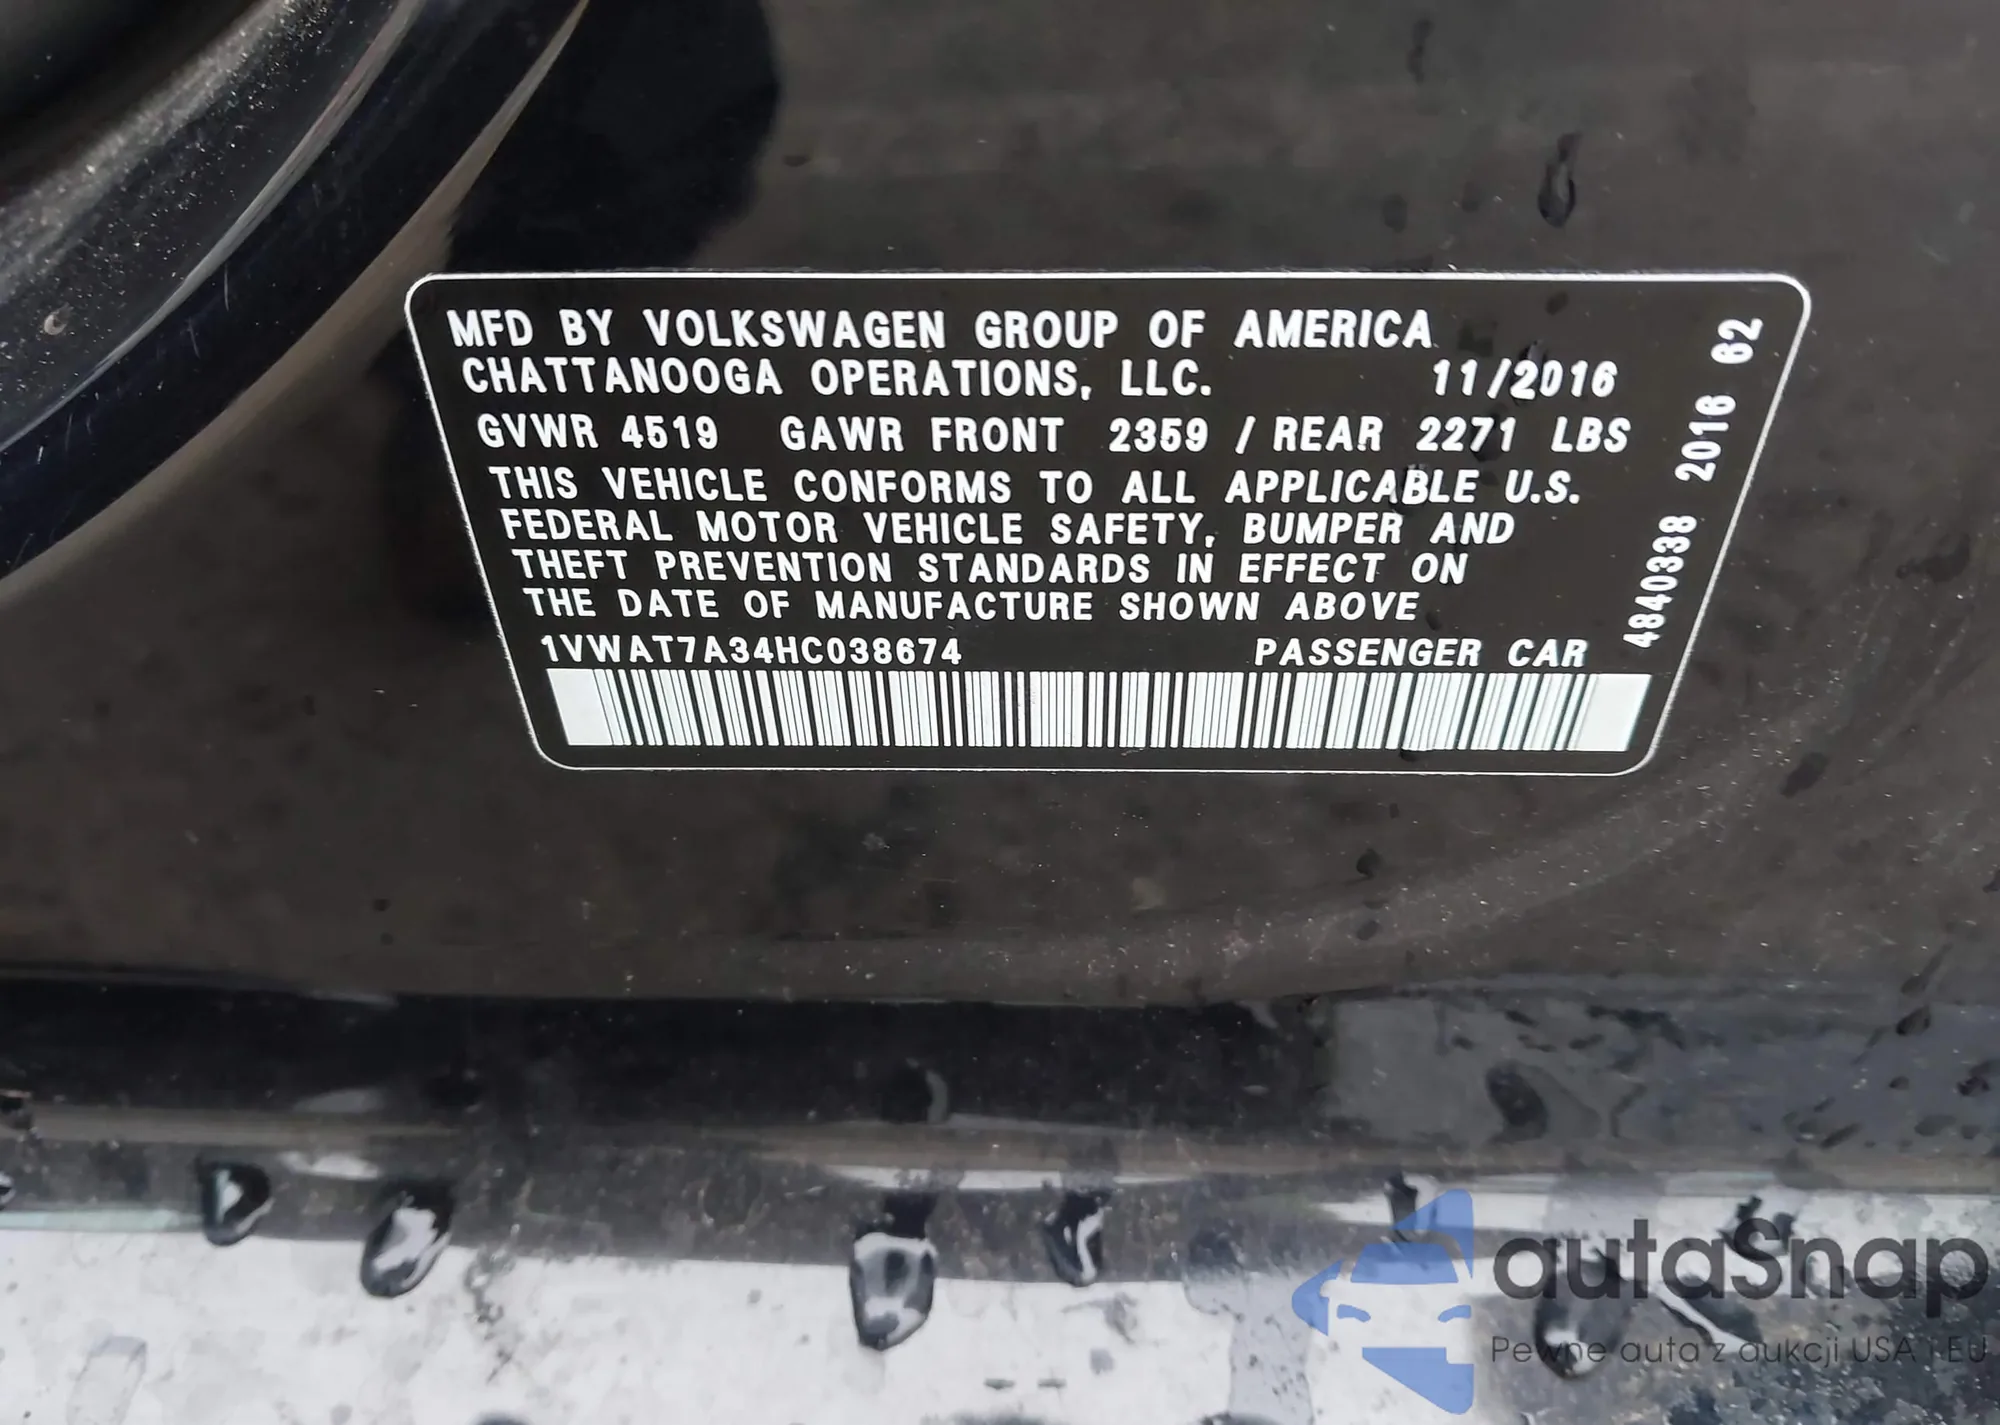 MFD BY VOLKSWAGEN GROUP OF AMERICA
CHATTANOOGA OPERATIONS, LLC. 11/2016
GVWR 4519 GAWR FRONT 2359 / REAR 2271 LBS
THIS VEHICLE CONFORMS TO ALL APPLICABLE U.S.
FEDERAL MOTOR VEHICLE SAFETY, BUMPER AND
THEFT PREVENTION STANDARDS IN EFFECT ON
THE DATE OF MANUFACTURE SHOWN ABOVE
1VWAT7A34HC038674 PASSENGER CAR
4840338 2016 62
autaSnap
Pewne auta z aukcji USA i EU